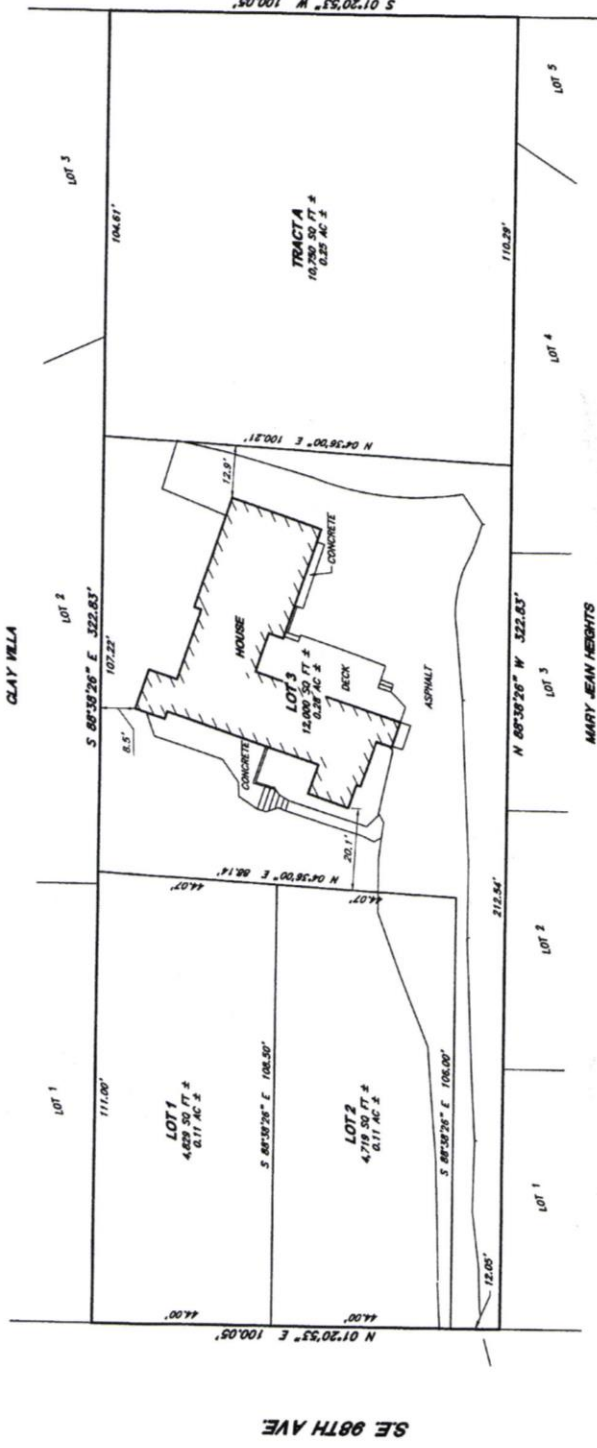 S 01°20'53" W 100.05'
CLAY VILLA
LOT 1
LOT 2
LOT 3
S 88°38'26" E 322.83'
111.00'
107.22'
104.61'
LOT 1
4,829 SQ FT ±
0.11 AC ±
44.00'
44.07'
S 88°38'26" E 108.50'
LOT 2
4,719 SQ FT ±
0.11 AC ±
44.00'
44.07'
S 88°38'26" E 106.00'
N 01°20'53" E 100.05'
S.E. 98TH AVE.
12.05'
N 04°36'00" E 88.14'
8.5'
20.1'
CONCRETE
HOUSE
LOT 3
12,000 SQ FT ±
0.28 AC ±
DECK
CONCRETE
ASPHALT
12.9'
N 04°36'00" E 100.21'
TRACT A
10,750 SQ FT ±
0.25 AC ±
212.54'
N 88°38'26" W 322.83'
110.29'
LOT 1
LOT 2
LOT 3
LOT 4
LOT 5
MARY JEAN HEIGHTS